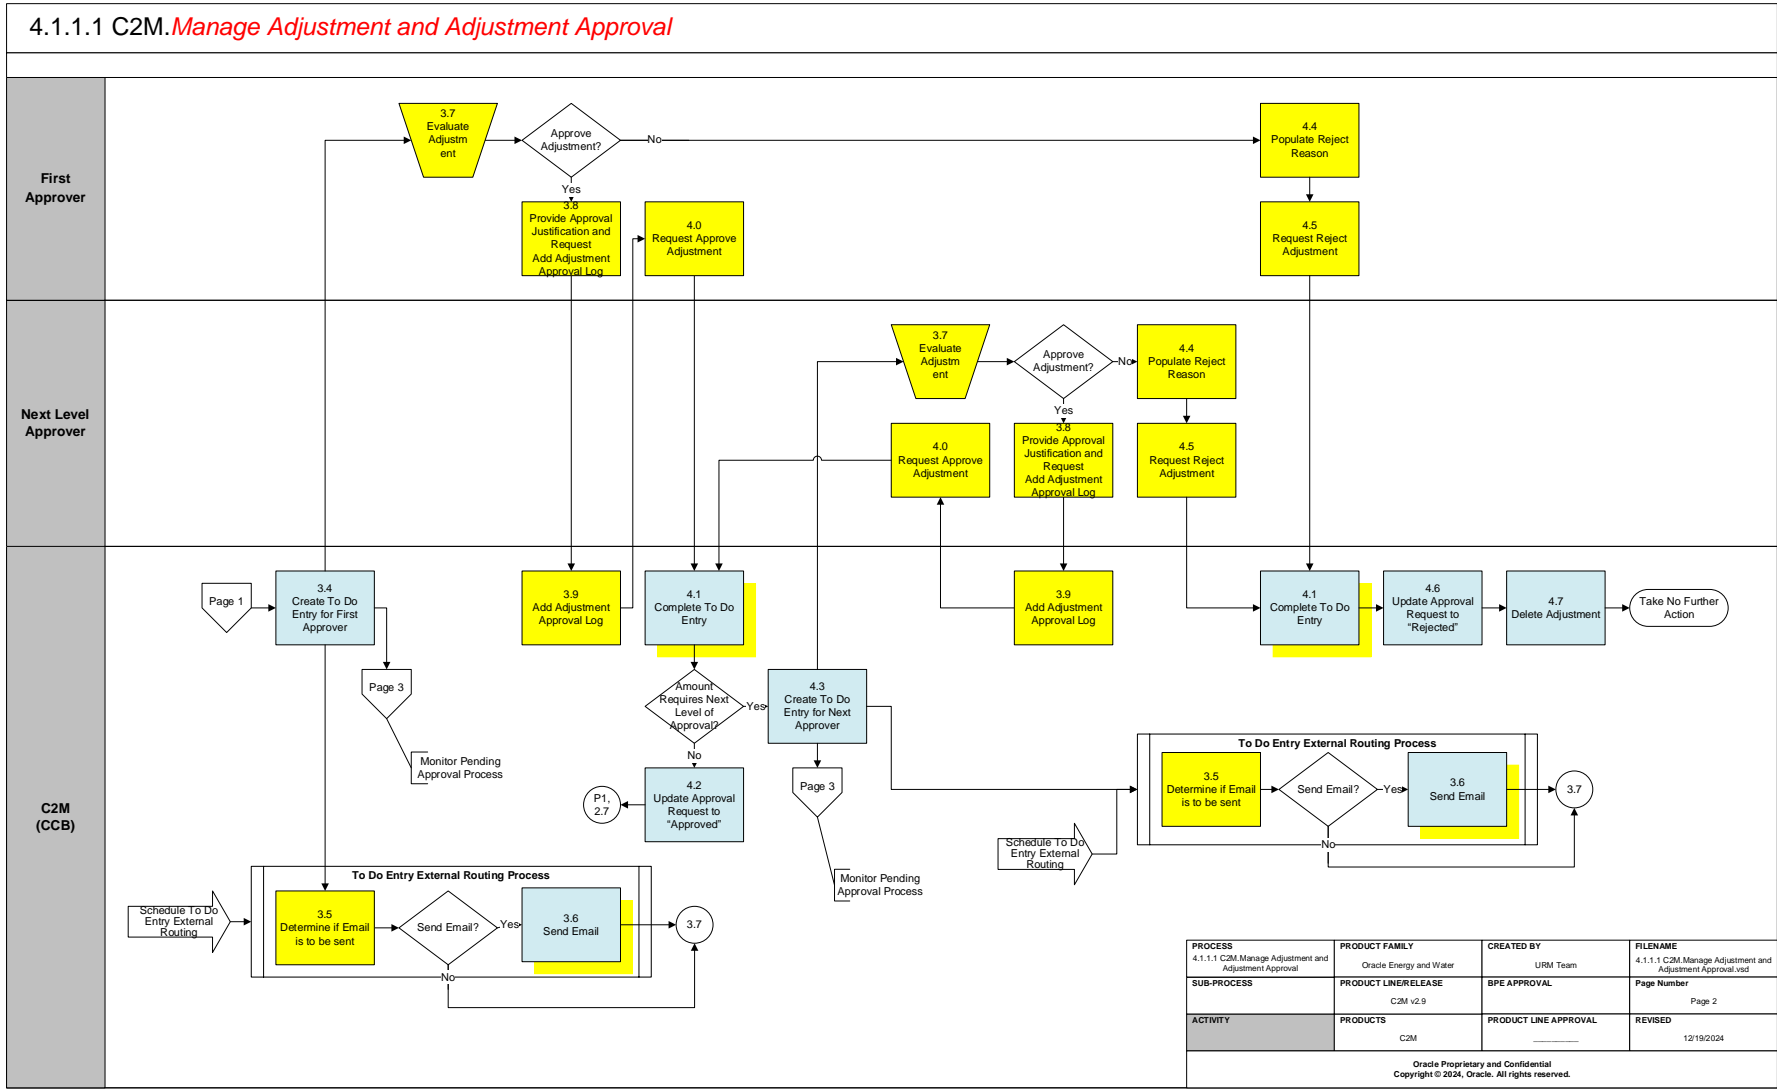 4.1.1.1 C2M.Manage Adjustment and Adjustment Approval
First
Approver
3.7
Evaluate
Adjustm
ent
Approve
Adjustment?
No
Yes
3.8
Provide Approval
Justification and
Request
Add Adjustment
Approval Log
4.0
Request Approve
Adjustment
4.4
Populate Reject
Reason
4.5
Request Reject
Adjustment
Next Level
Approver
3.7
Evaluate
Adjustm
ent
Approve
Adjustment?
No
Yes
4.4
Populate Reject
Reason
4.0
Request Approve
Adjustment
3.8
Provide Approval
Justification and
Request
Add Adjustment
Approval Log
4.5
Request Reject
Adjustment
C2M
(CCB)
Page 1
3.4
Create To Do
Entry for First
Approver
3.9
Add Adjustment
Approval Log
4.1
Complete To Do
Entry
3.9
Add Adjustment
Approval Log
4.1
Complete To Do
Entry
4.6
Update Approval
Request to
“Rejected”
4.7
Delete Adjustment
Take No Further
Action
Page 3
Monitor Pending
Approval Process
Amount
Requires Next
Level of
Approval?
Yes
No
4.3
Create To Do
Entry for Next
Approver
P1,
2.7
4.2
Update Approval
Request to
“Approved”
Page 3
Monitor Pending
Approval Process
To Do Entry External Routing Process
3.5
Determine if Email
is to be sent
Send Email?
Yes
3.6
Send Email
3.7
No
Schedule To Do
Entry External
Routing
To Do Entry External Routing Process
Schedule To Do
Entry External
Routing
3.5
Determine if Email
is to be sent
Send Email?
Yes
3.6
Send Email
3.7
No
PROCESS
4.1.1.1 C2M.Manage Adjustment and
Adjustment Approval
PRODUCT FAMILY
Oracle Energy and Water
CREATED BY
URM Team
FILENAME
4.1.1.1 C2M.Manage Adjustment and
Adjustment Approval.vsd
SUB-PROCESS
PRODUCT LINE/RELEASE
C2M v2.9
BPE APPROVAL
Page Number
Page 2
ACTIVITY
PRODUCTS
C2M
PRODUCT LINE APPROVAL
___________
REVISED
12/19/2024
Oracle Proprietary and Confidential
Copyright © 2024, Oracle. All rights reserved.